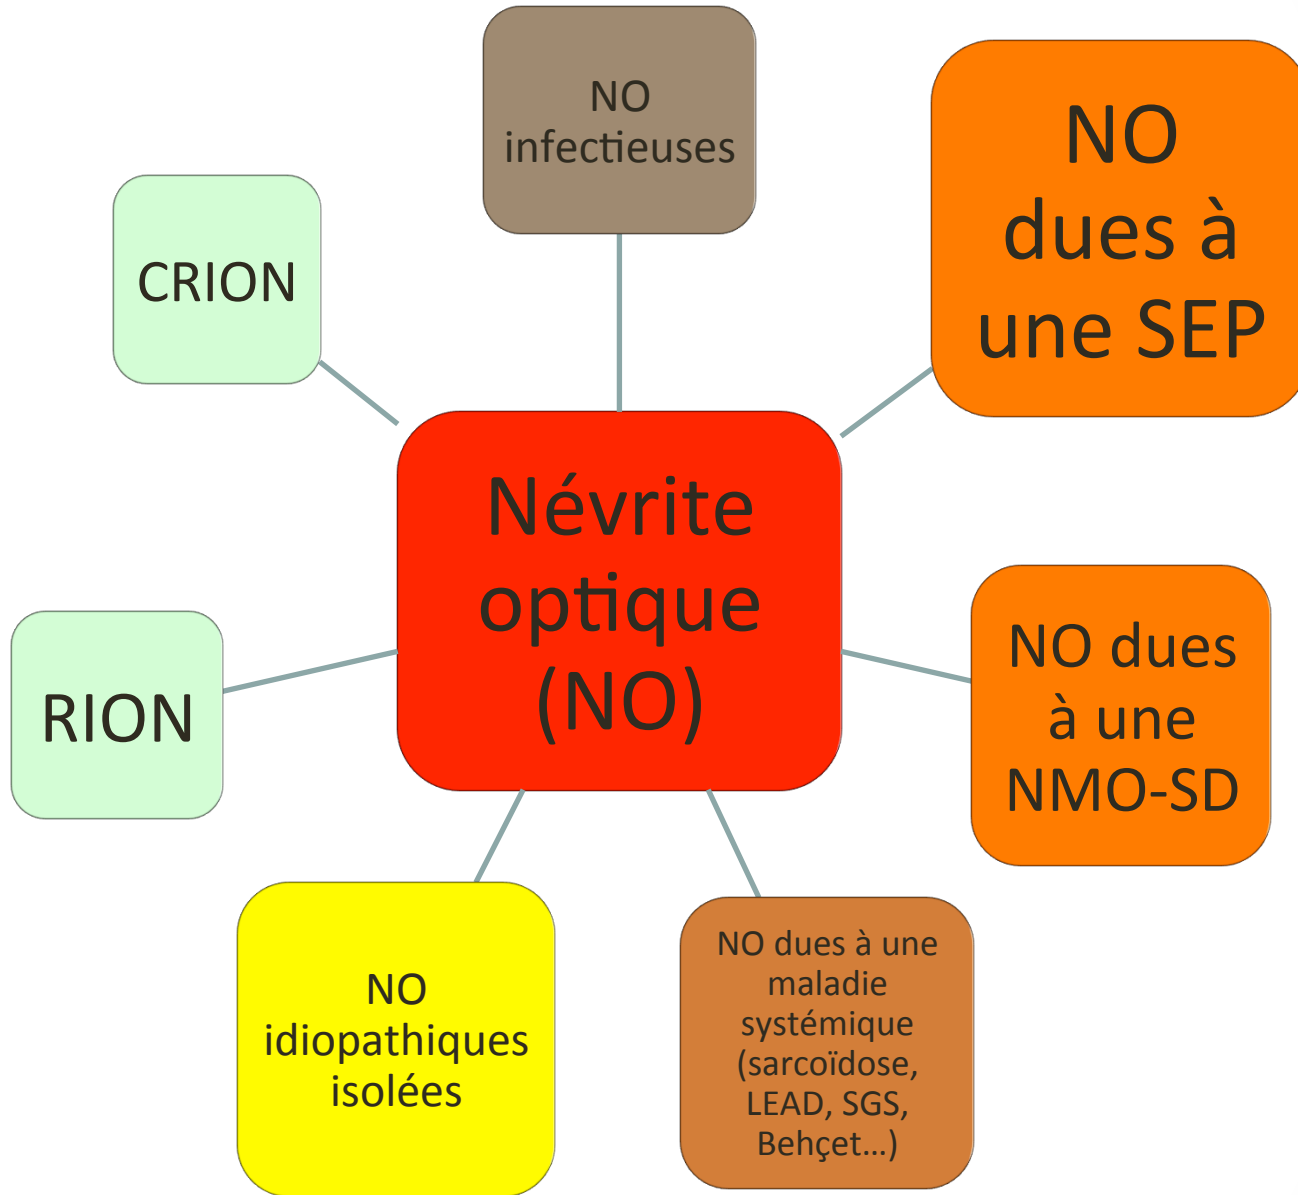 NO
infectieuses
NO
dues à
une SEP
CRION
Névrite
optique
(NO)
NO dues
à une
NMO-SD
RION
NO
idiopathiques
isolées
NO dues à une
maladie
systémique
(sarcoïdose,
LEAD, SGS,
Behçet...)